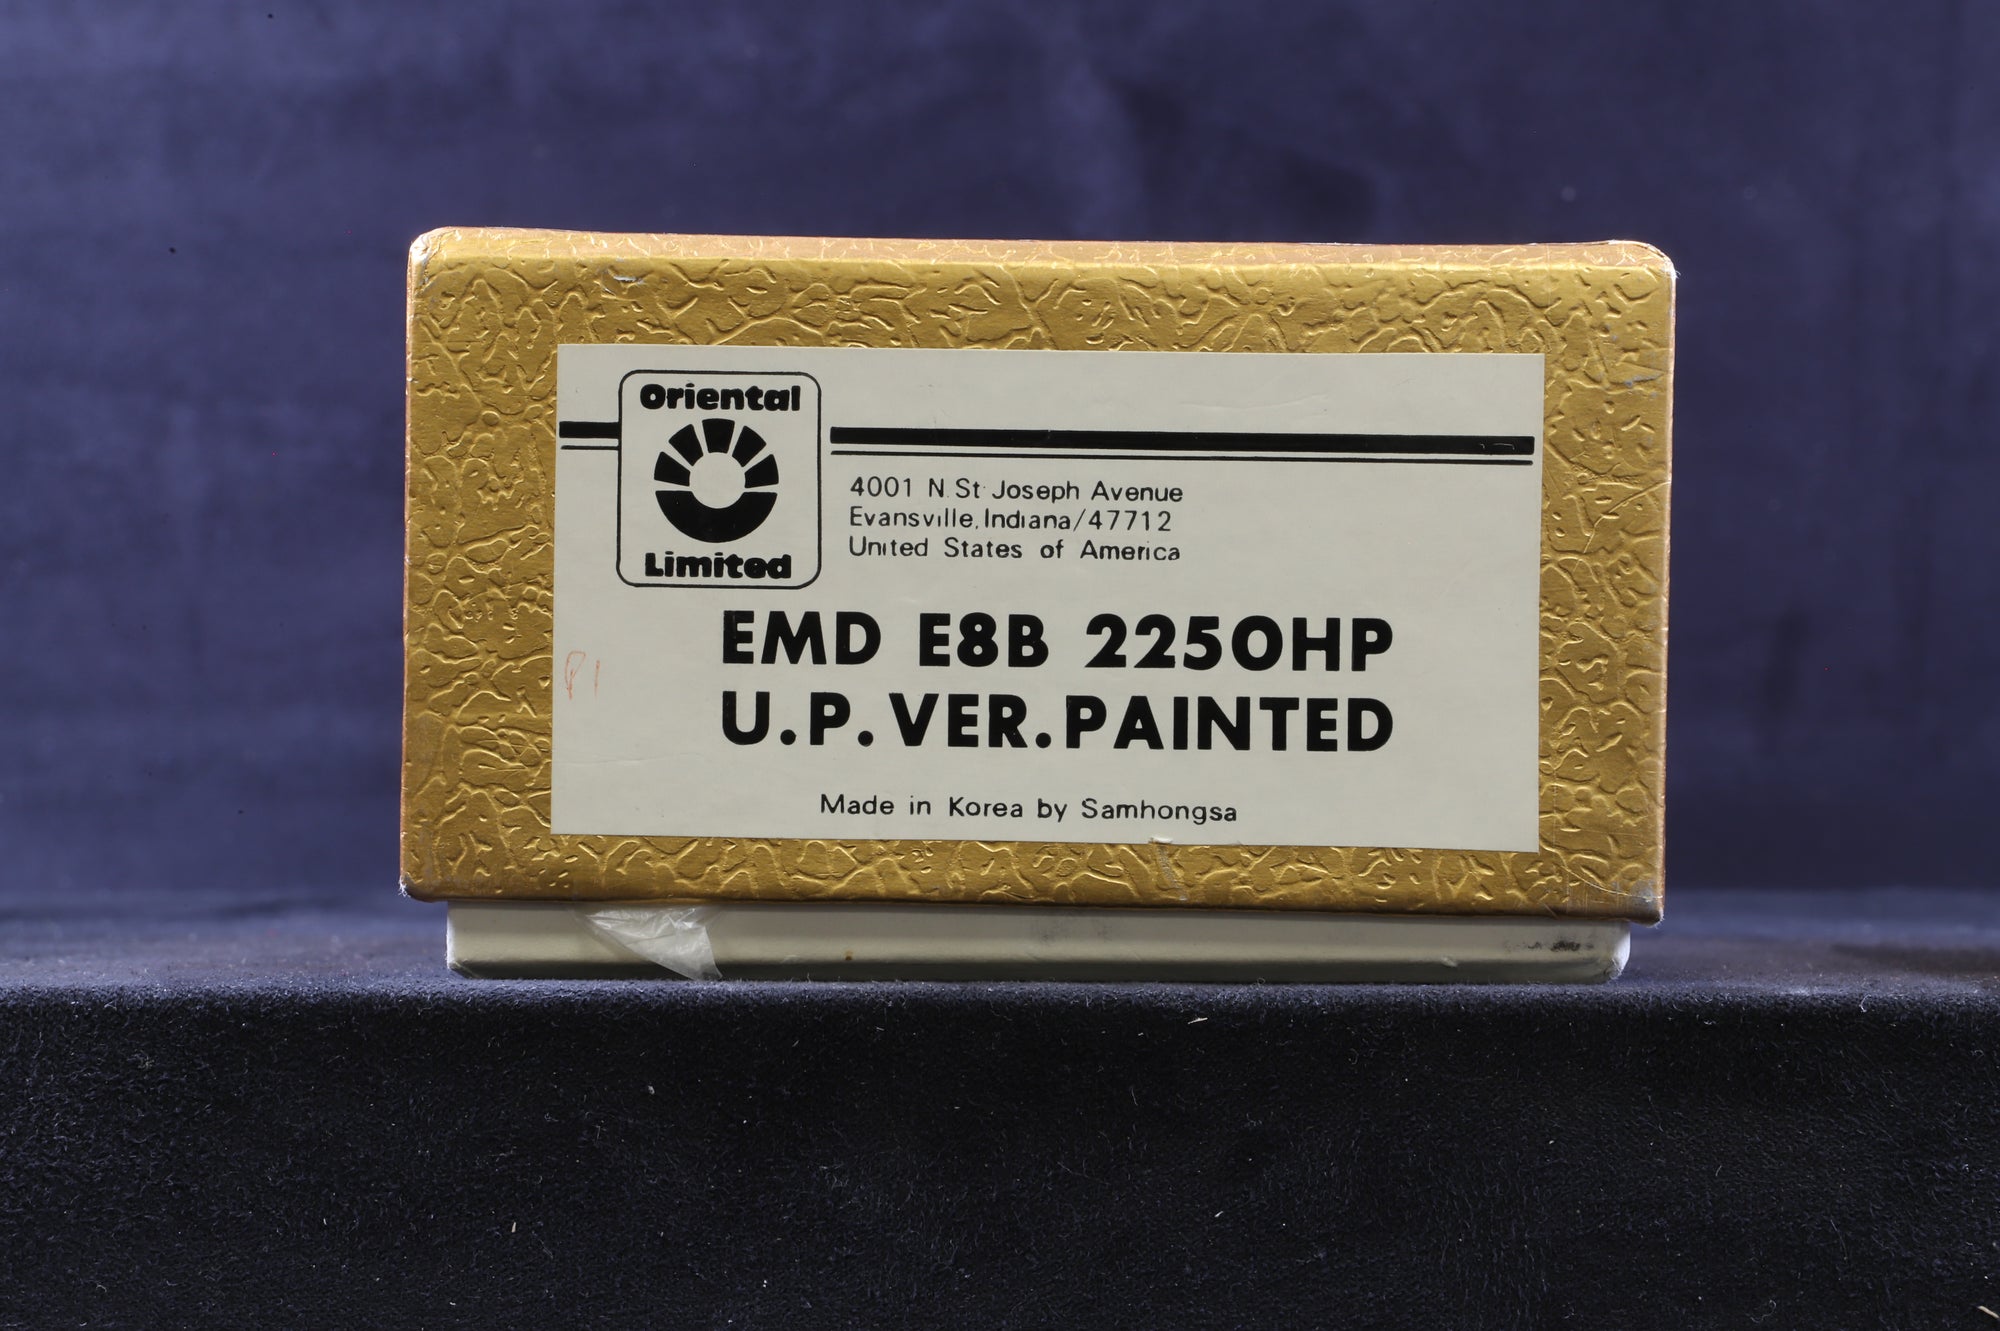 Oriental
Limited
4001 N. St. Joseph Avenue
Evansville, Indiana/47712
United States of America
EMD E8B 2250HP
U.P. VER. PAINTED
P1
Made in Korea by Samhongsa